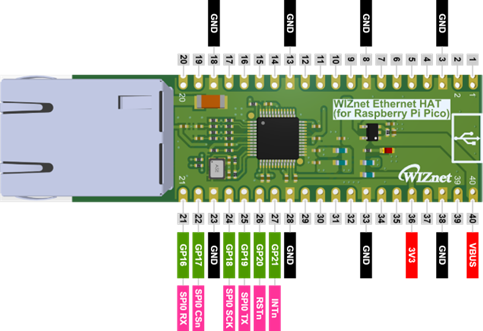 GND GND GND GND
20 19 18 17 16 15 14 13 12 11 10 9 8 7 6 5 4 3 2 1
20 2 1
WIZnet Ethernet HAT
(for Raspberry Pi Pico)
21 39 40
WIZnet
21 22 23 24 25 26 27 28 29 30 31 32 33 34 35 36 37 38 39 40
GP16 GP17 GND GP18 GP19 GP20 GP21 GND GND 3V3 GND VBUS
SPI0 RX SPI0 CSn SPI0 SCK SPI0 TX RSTn INTn